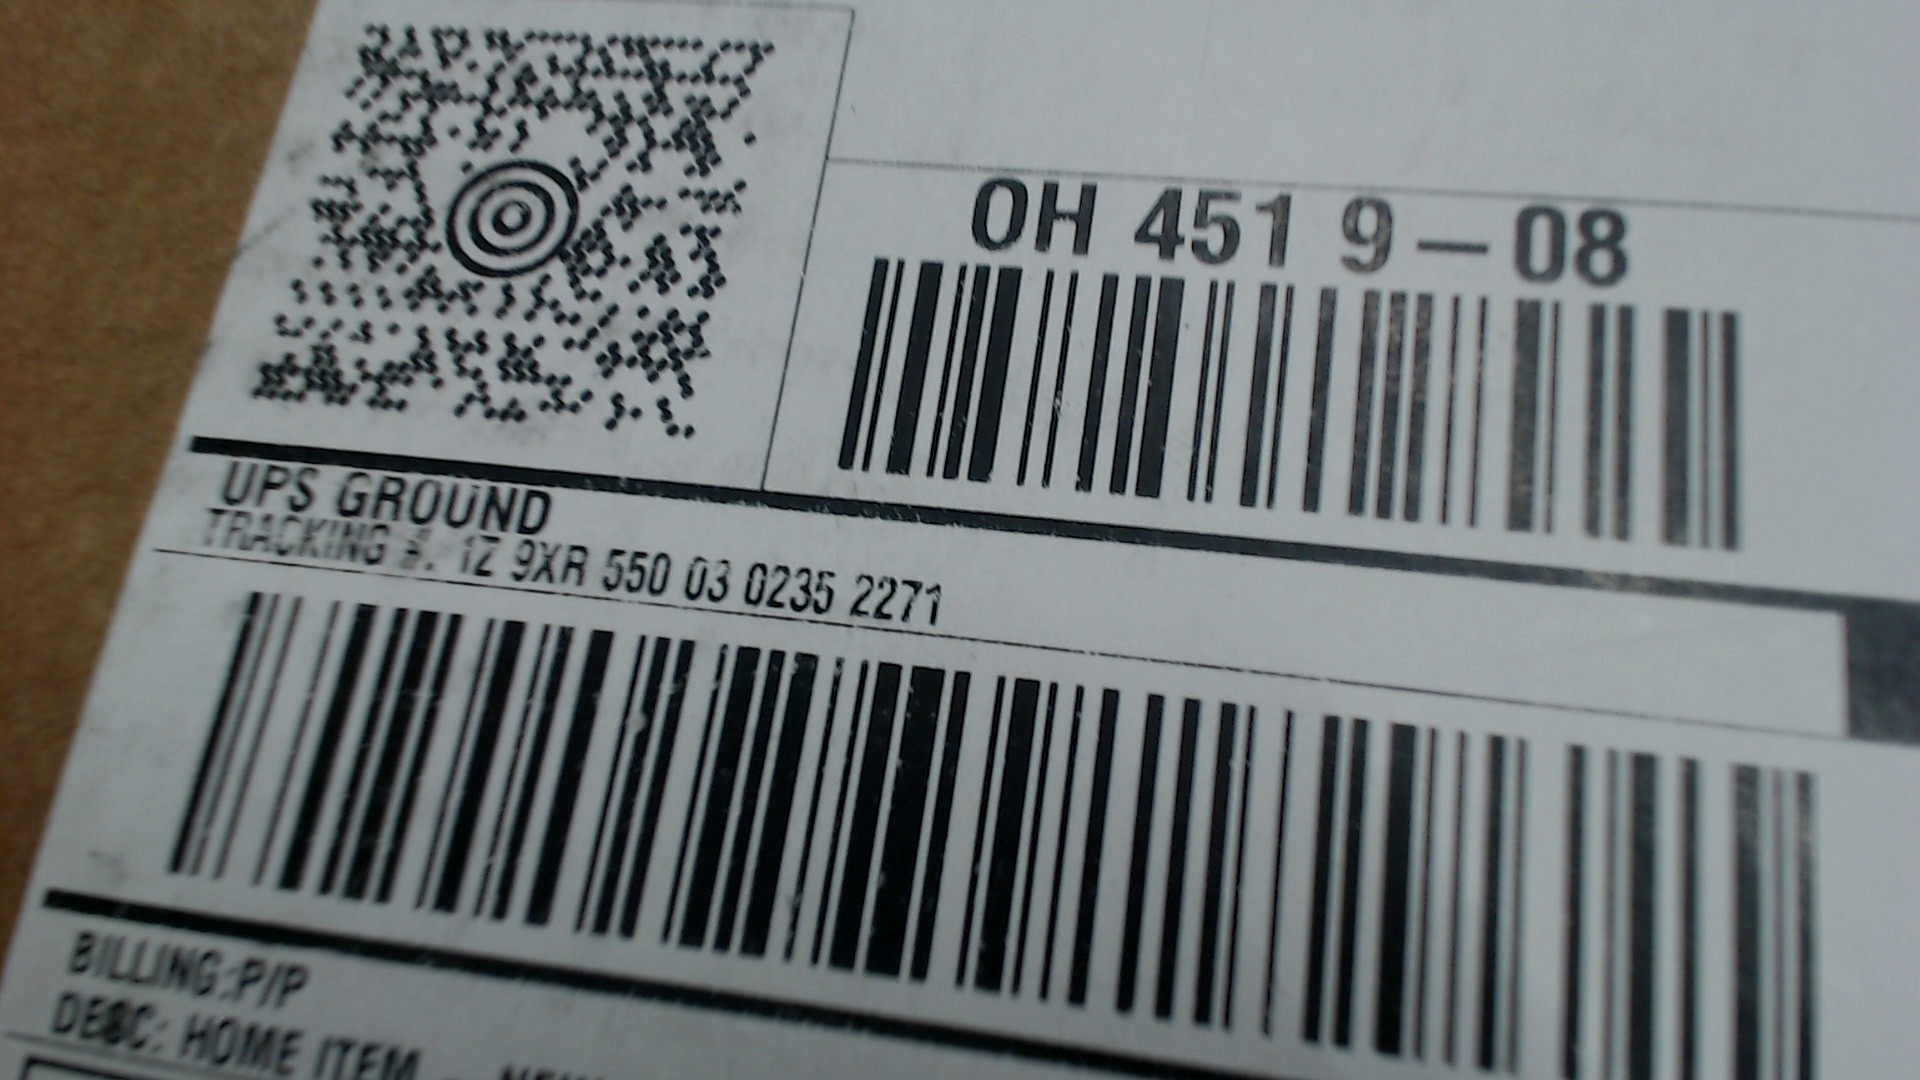 OH 451 9-08
UPS GROUND
TRACKING #: 1Z 9XR 550 03 0235 2271
BILLING:P/P
DESC: HOME ITEM